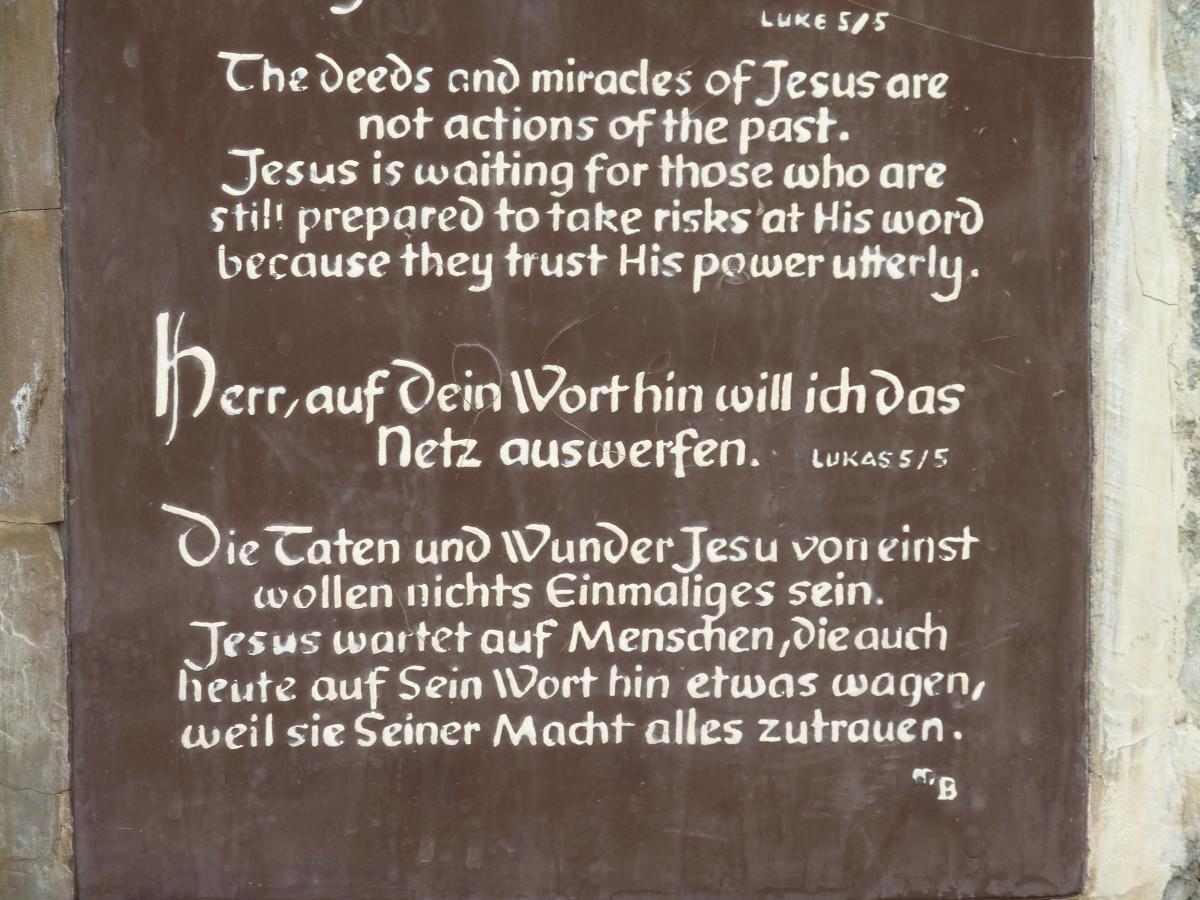 LUKE 5/5
The deeds and miracles of Jesus are
not actions of the past.
Jesus is waiting for those who are
still prepared to take risks at His word
because they trust His power utterly.
Herr, auf Dein Wort hin will ich das
Netz auswerfen. LUKAS 5/5
Die Taten und Wunder Jesu von einst
wollen nichts Einmaliges sein.
Jesus wartet auf Menschen, die auch
heute auf Sein Wort hin etwas wagen,
weil sie Seiner Macht alles zutrauen.